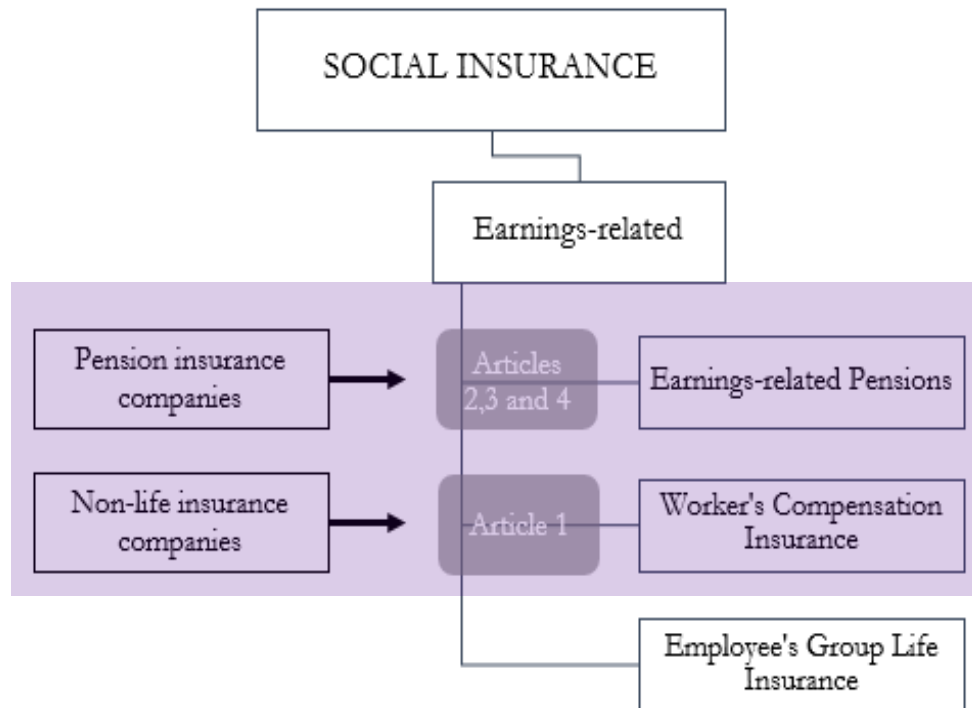 SOCIAL INSURANCE
Earnings-related
Pension insurance
companies
Articles
2,3 and 4
Earnings-related Pensions
Non-life insurance
companies
Article 1
Worker's Compensation
Insurance
Employee's Group Life
Insurance